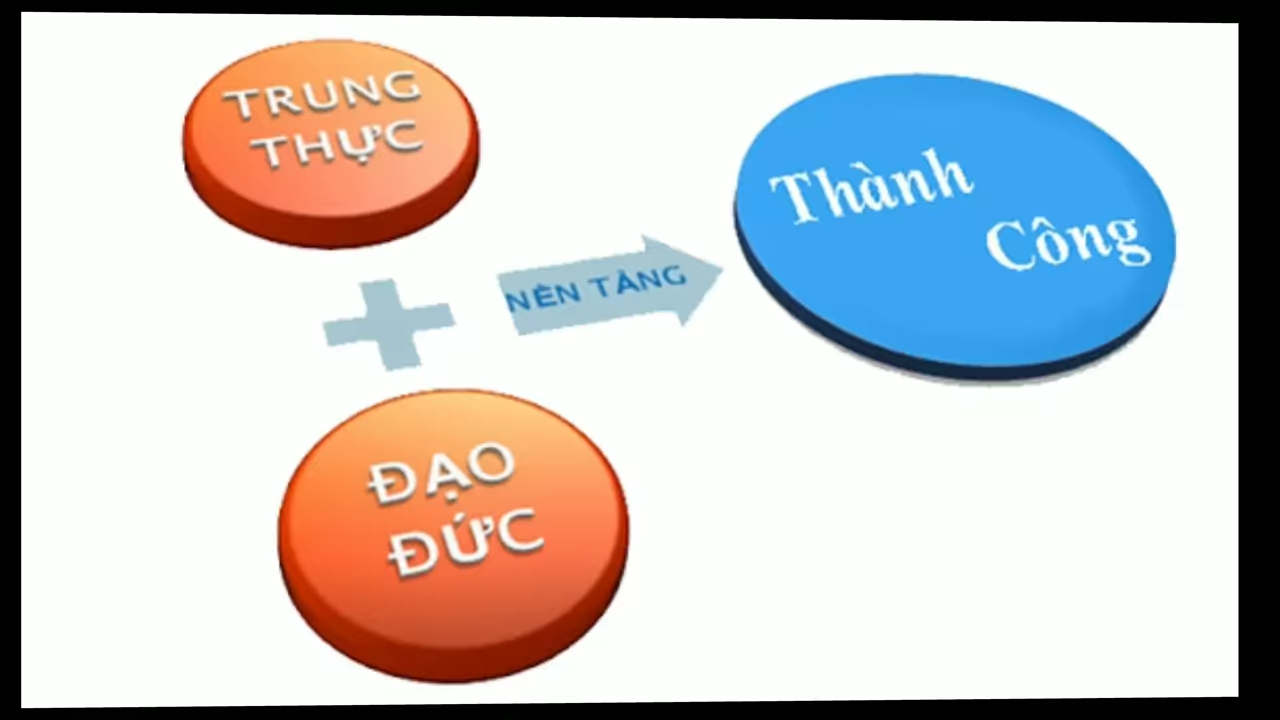 TRUNG
THỰC
NỀN TẢNG
Thành
Công
ĐẠO
ĐỨC